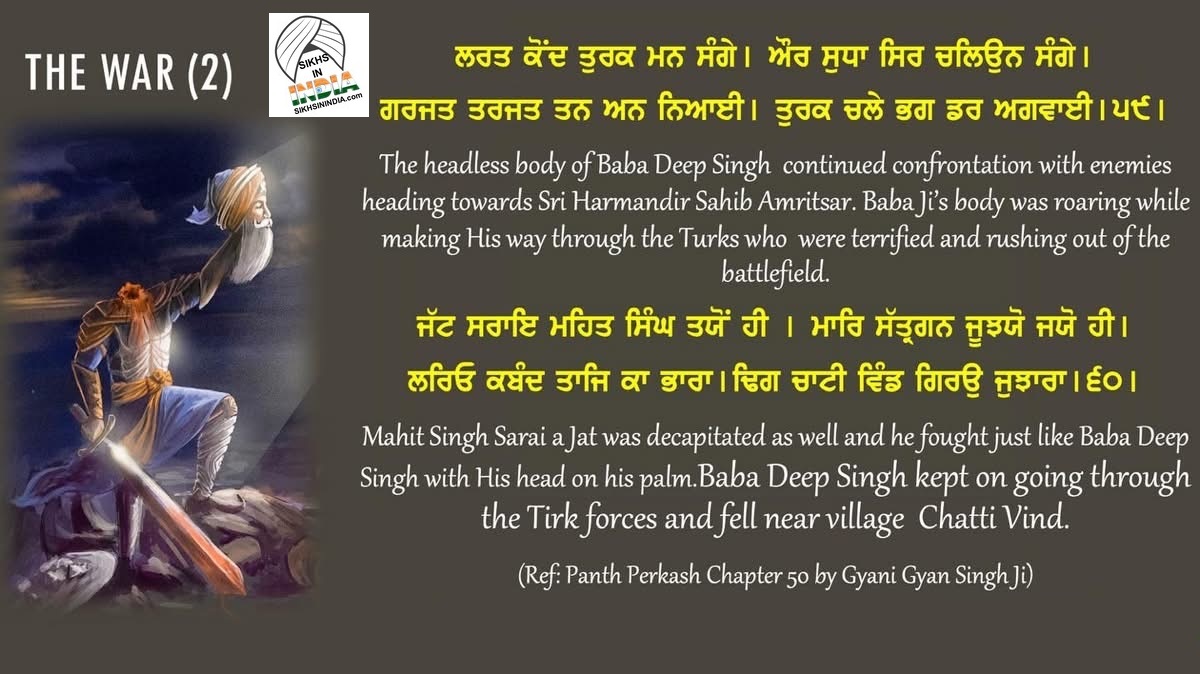 THE WAR (2)
SIKHS
IN
INDIA
SIKHSININDIA.com
ਲਰਤ ਕੋਂਦ ਤੁਰਕ ਮਨ ਸੰਗੇ। ਔਰ ਸੁਧਾ ਸਿਰ ਚਲਿਉਨ ਸੰਗੇ।
ਗਰਜਤ ਤਰਜਤ ਤਨ ਅਨ ਨਿਆਈ। ਤੁਰਕ ਚਲੇ ਭਗ ਡਰ ਅਗਵਾਈ।੫੯।
The headless body of Baba Deep Singh continued confrontation with enemies
heading towards Sri Harmandir Sahib Amritsar. Baba Ji's body was roaring while
making His way through the Turks who were terrified and rushing out of the
battlefield.
ਜੱਟ ਸਰਾਇ ਮਹਿਤ ਸਿੰਘ ਤਯੋਂ ਹੀ । ਮਾਰਿ ਸੱਤ੍ਰਗਨ ਜੂਝਯੋ ਜਯੋ ਹੀ।
ਲਰਿਓ ਕਬੰਦ ਤਾਜਿ ਕਾ ਭਾਰਾ।ਢਿਗ ਚਾਟੀ ਵਿੰਡ ਗਿਰਉ ਜੁਝਾਰਾ।੬੦।
Mahit Singh Sarai a Jat was decapitated as well and he fought just like Baba Deep
Singh with His head on his palm.Baba Deep Singh kept on going through
the Tirk forces and fell near village Chatti Vind.
(Ref: Panth Perkash Chapter 50 by Gyani Gyan Singh Ji)